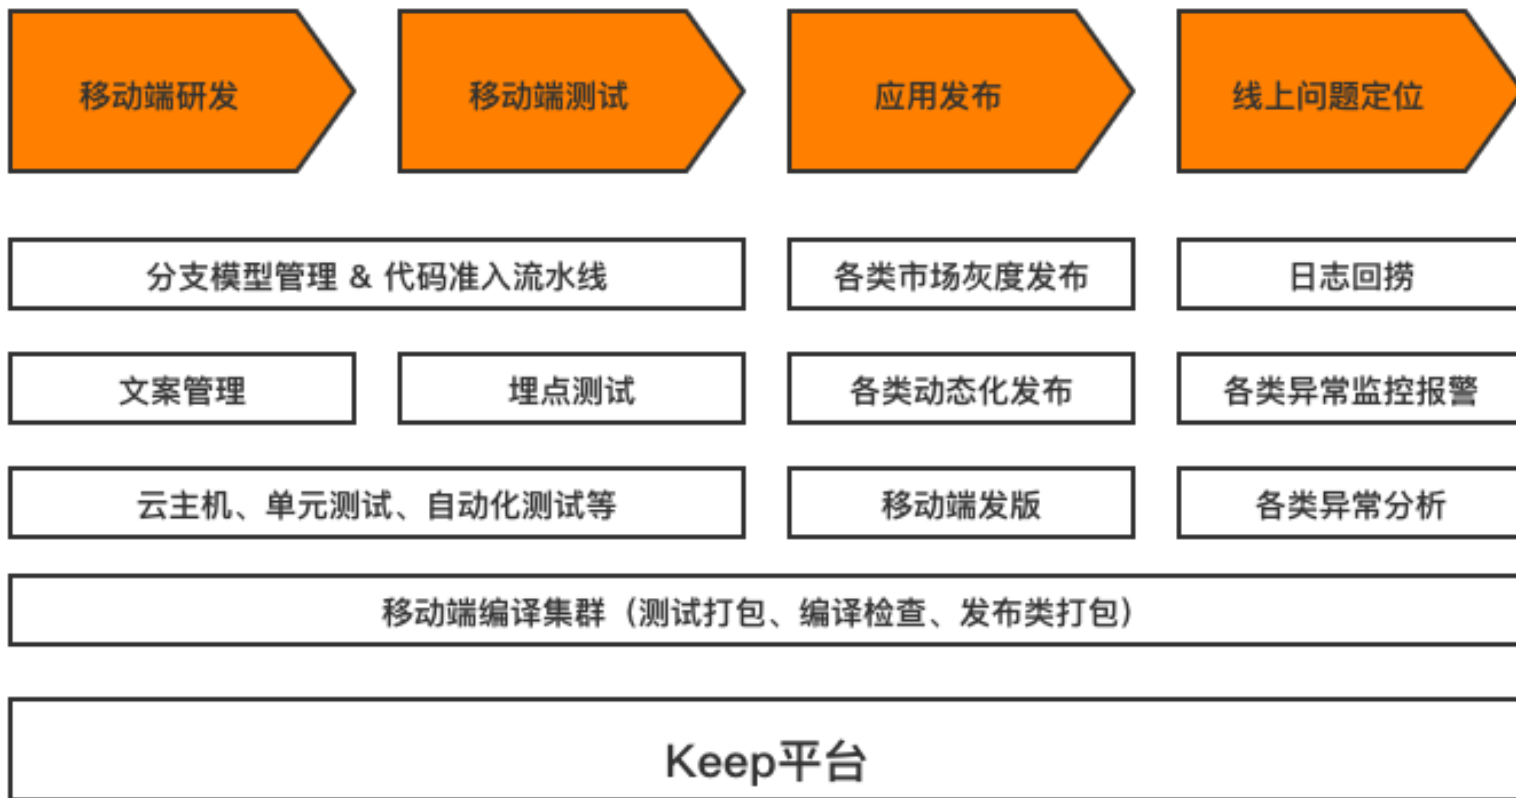 移动端研发
移动端测试
应用发布
线上问题定位
分支模型管理 & 代码准入流水线
各类市场灰度发布
日志回捞
文案管理
埋点测试
各类动态化发布
各类异常监控报警
云主机、单元测试、自动化测试等
移动端发版
各类异常分析
移动端编译集群（测试打包、编译检查、发布类打包）
Keep平台